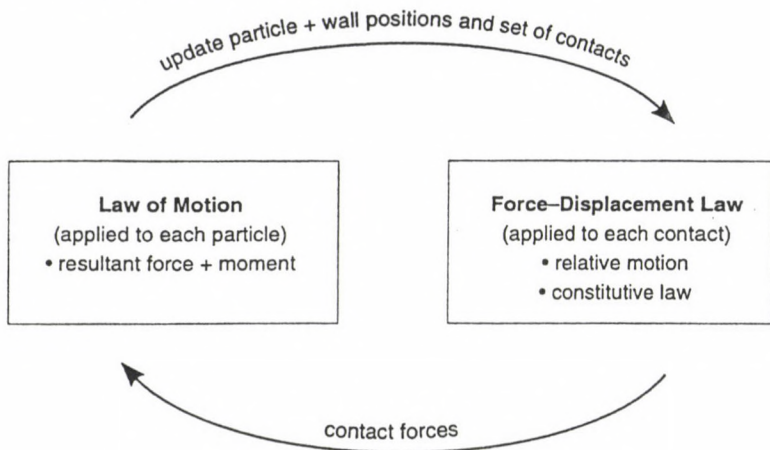 update particle + wall positions and set of contacts
Law of Motion
(applied to each particle)
• resultant force + moment
Force–Displacement Law
(applied to each contact)
• relative motion
• constitutive law
contact forces